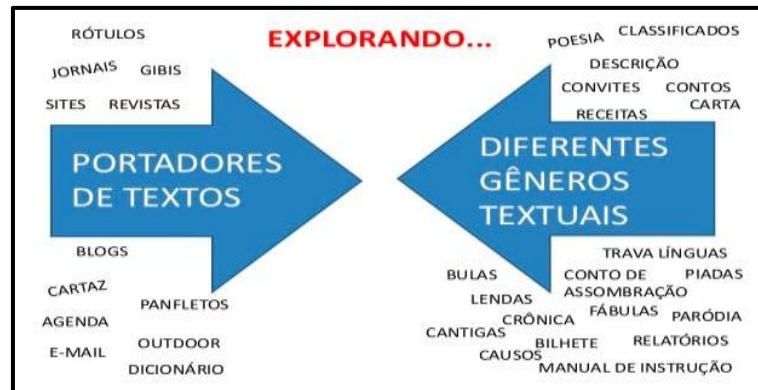 EXPLORANDO...
RÓTULOS
JORNAIS GIBIS
SITES REVISTAS
PORTADORES
DE TEXTOS
BLOGS
CARTAZ
PANFLETOS
AGENDA
OUTDOOR
E-MAIL
DICIONÁRIO
POESIA CLASSIFICADOS
DESCRIÇÃO
CONVITES CONTOS
CARTA
RECEITAS
DIFERENTES
GÊNEROS
TEXTUAIS
TRAVA LÍNGUAS
BULAS CONTO DE PIADAS
ASSOMBRAÇÃO
LENDAS
FÁBULAS
CRÔNICA PARÓDIA
CANTIGAS
BILHETE RELATÓRIOS
CAUSOS
MANUAL DE INSTRUÇÃO